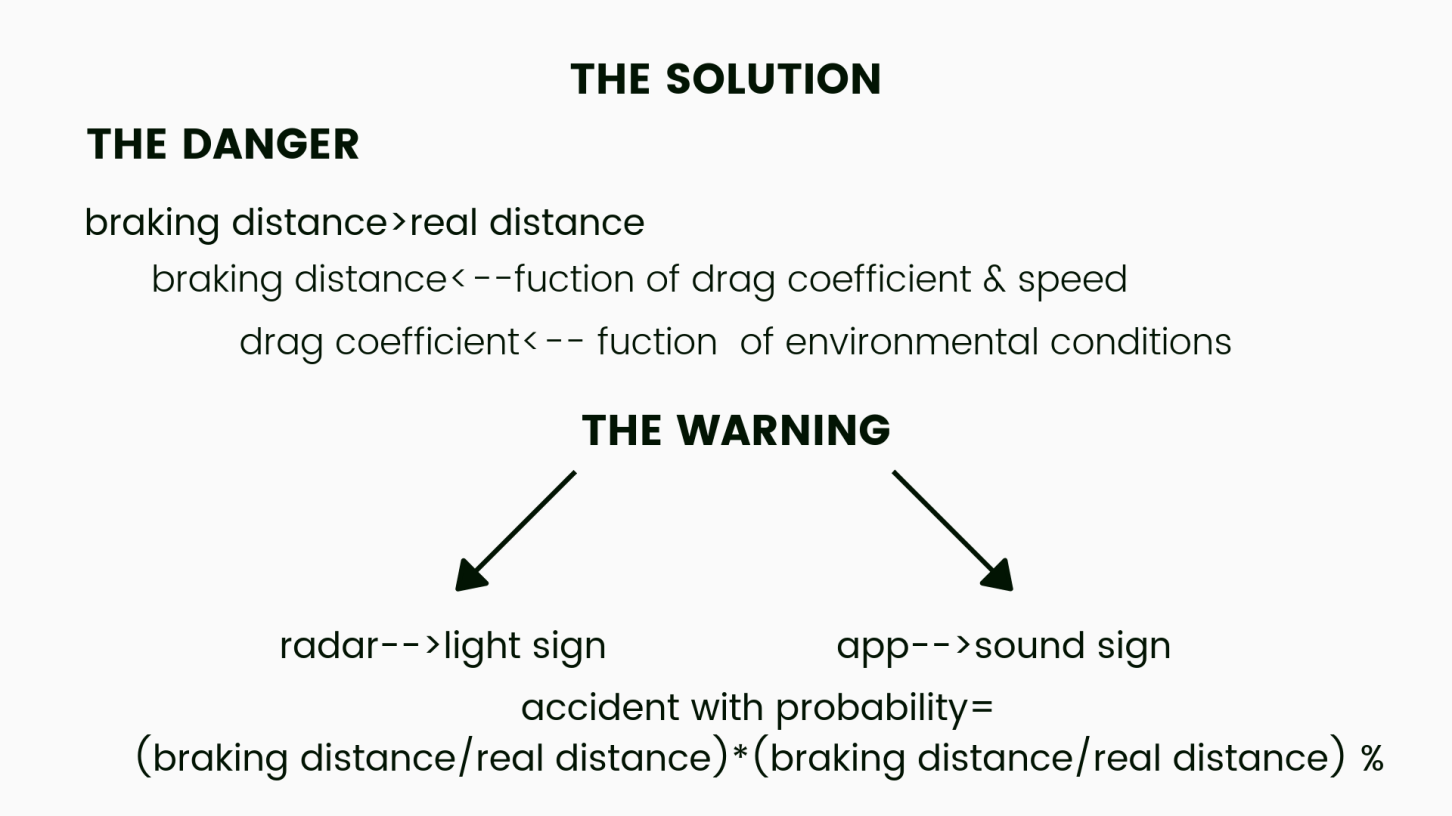 THE SOLUTION
THE DANGER
braking distance>real distance
braking distance<--fuction of drag coefficient & speed
drag coefficient<-- fuction  of environmental conditions
THE WARNING
radar-->light sign
app-->sound sign
accident with probability=
(braking distance/real distance)*(braking distance/real distance) %